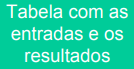 Tabela com as
entradas e os
resultados